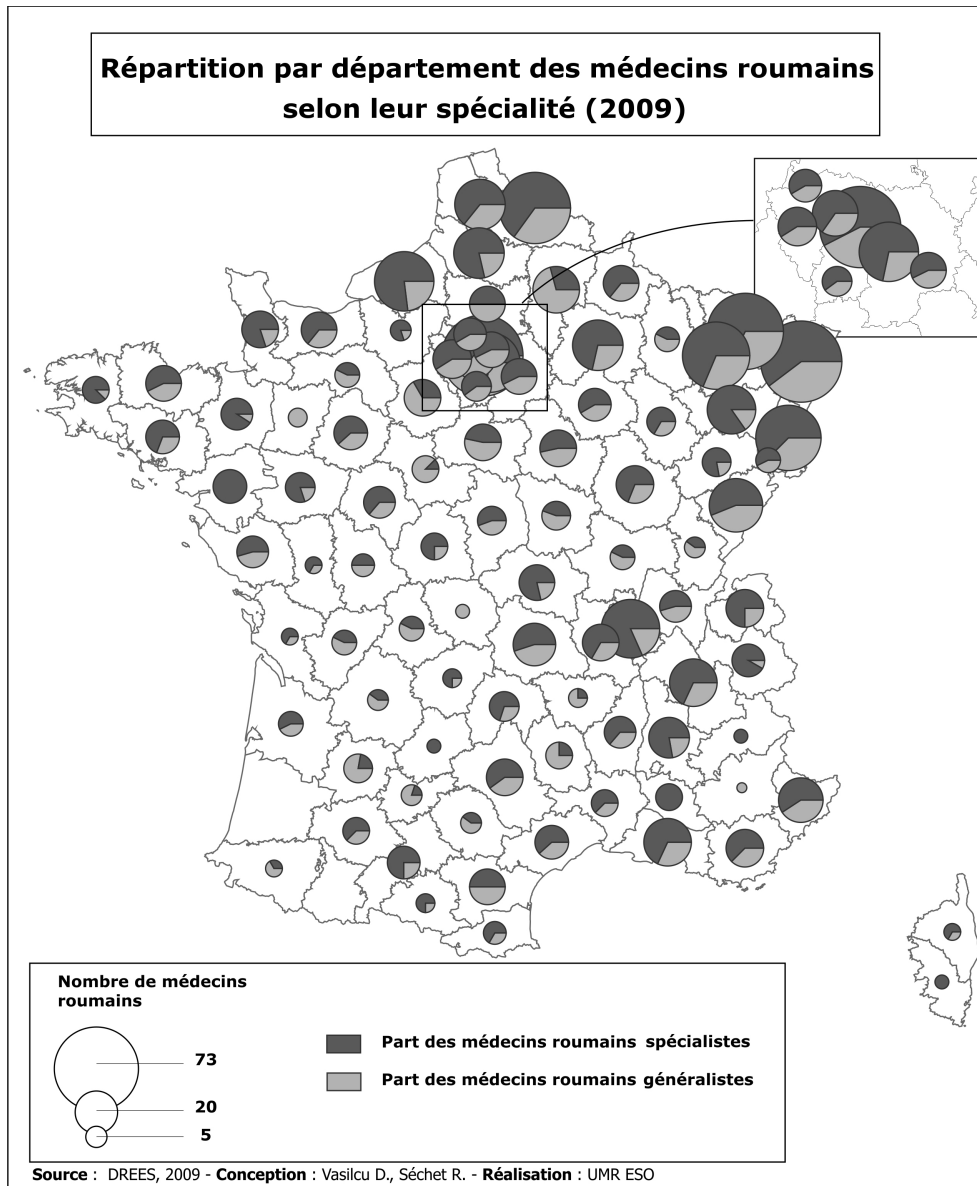 Répartition par département des médecins roumains
selon leur spécialité (2009)
Nombre de médecins
roumains
73
20
5
Part des médecins roumains spécialistes
Part des médecins roumains généralistes
Source : DREES, 2009 - Conception : Vasilcu D., Séchet R. - Réalisation : UMR ESO